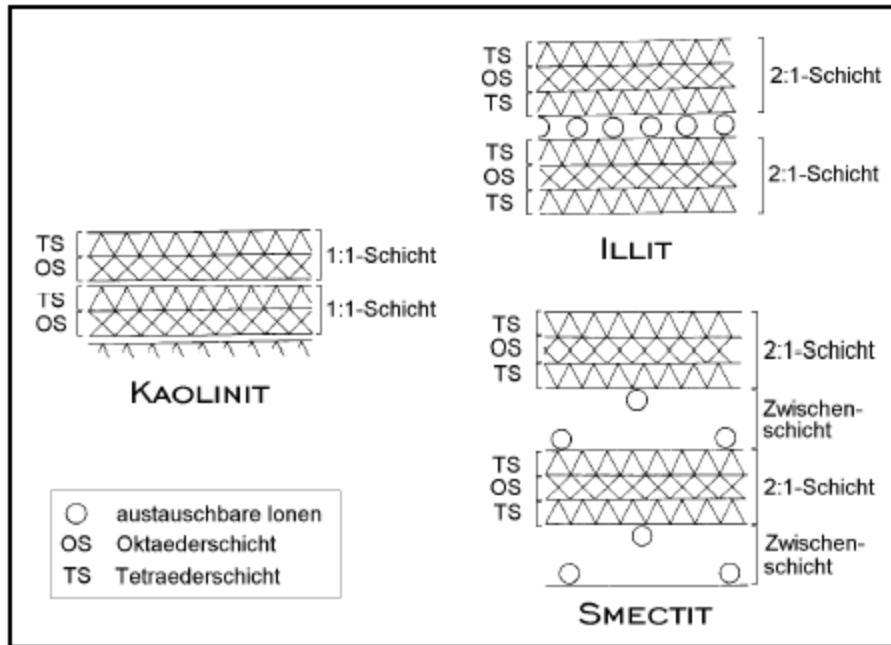 TS
OS
TS
2:1-Schicht
TS
OS
TS
2:1-Schicht
ILLIT
TS
OS
1:1-Schicht
TS
OS
1:1-Schicht
KAOLINIT
TS
OS
TS
2:1-Schicht
Zwischen-
schicht
TS
OS
TS
2:1-Schicht
Zwischen-
schicht
SMECTIT
austauschbare Ionen
OS Oktaederschicht
TS Tetraederschicht